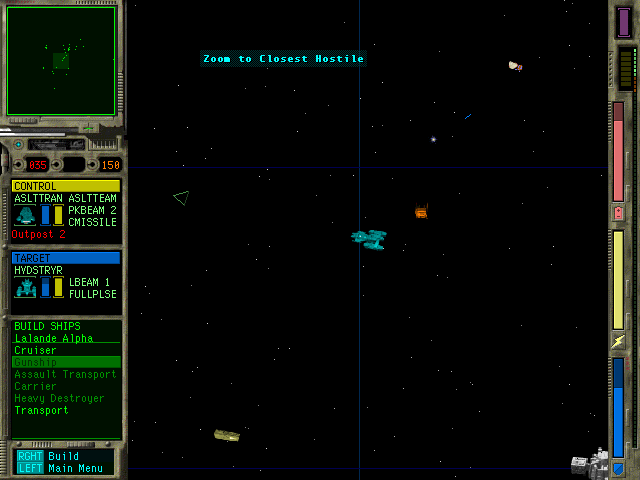 Zoom to Closest Hostile
035 150
CONTROL
ASLTTRAN ASLTTEAM
PKBEAM 2
CMISSILE
Outpost 2
TARGET
HYDSTRYR
LBEAM 1
FULLPLSE
BUILD SHIPS
Lalande Alpha
Cruiser
Gunship
Assault Transport
Carrier
Heavy Destroyer
Transport
RGHT Build
LEFT Main Menu